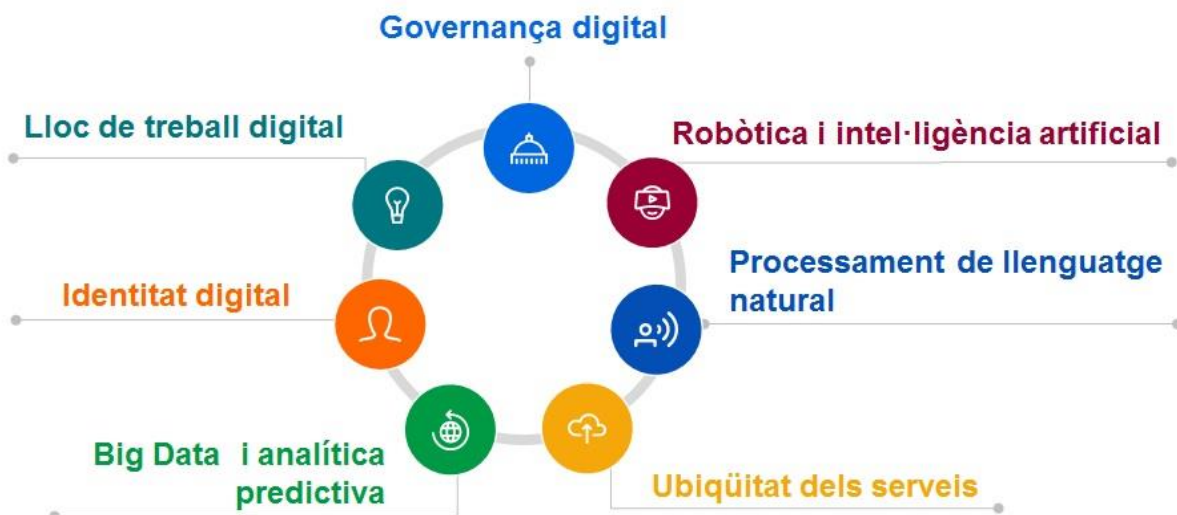 Governança digital
Lloc de treball digital
Robòtica i intel·ligència artificial
Processament de llenguatge
natural
Identitat digital
Big Data i analítica
predictiva
Ubiqüitat dels serveis